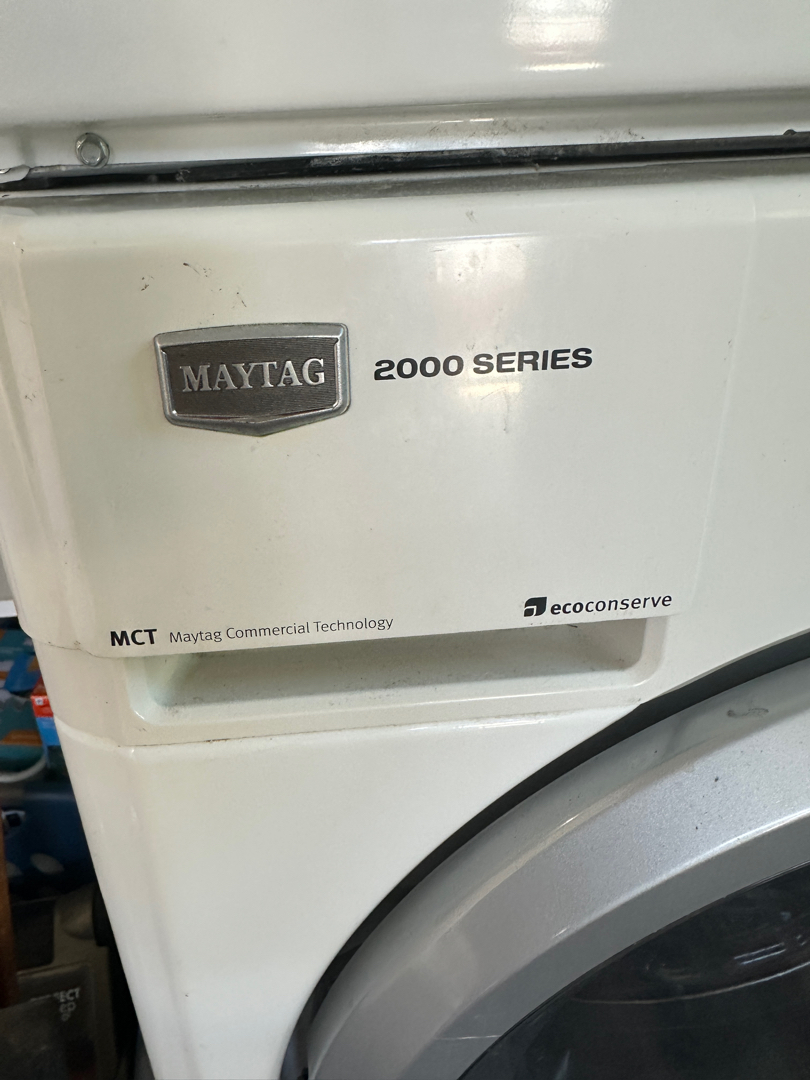 MAYTAG
2000 SERIES
ecoconserve
MCT Maytag Commercial Technology